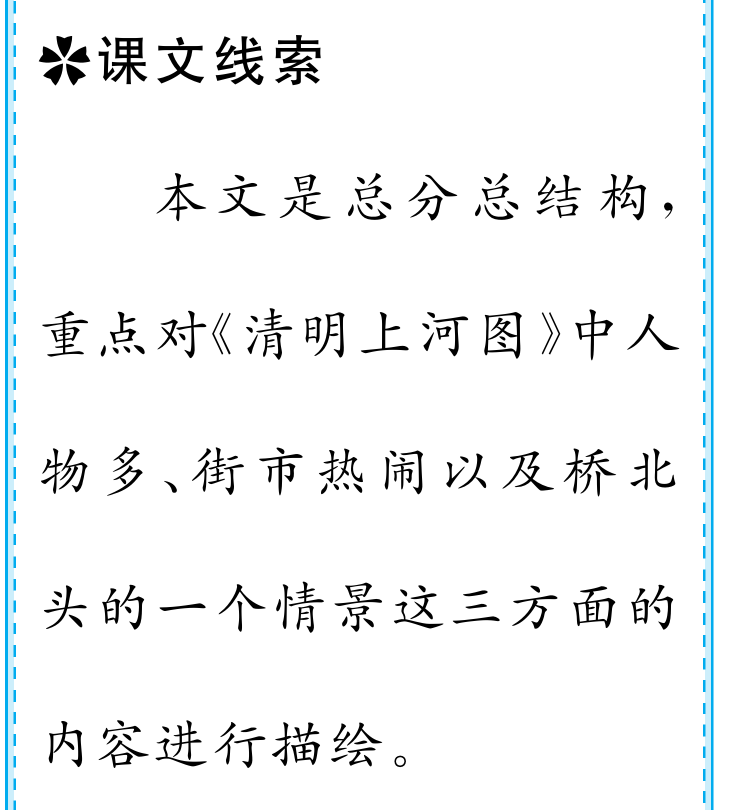 课文线索
本文是总分总结构，
重点对《清明上河图》中人
物多、街市热闹以及桥北
头的一个情景这三方面的
内容进行描绘。